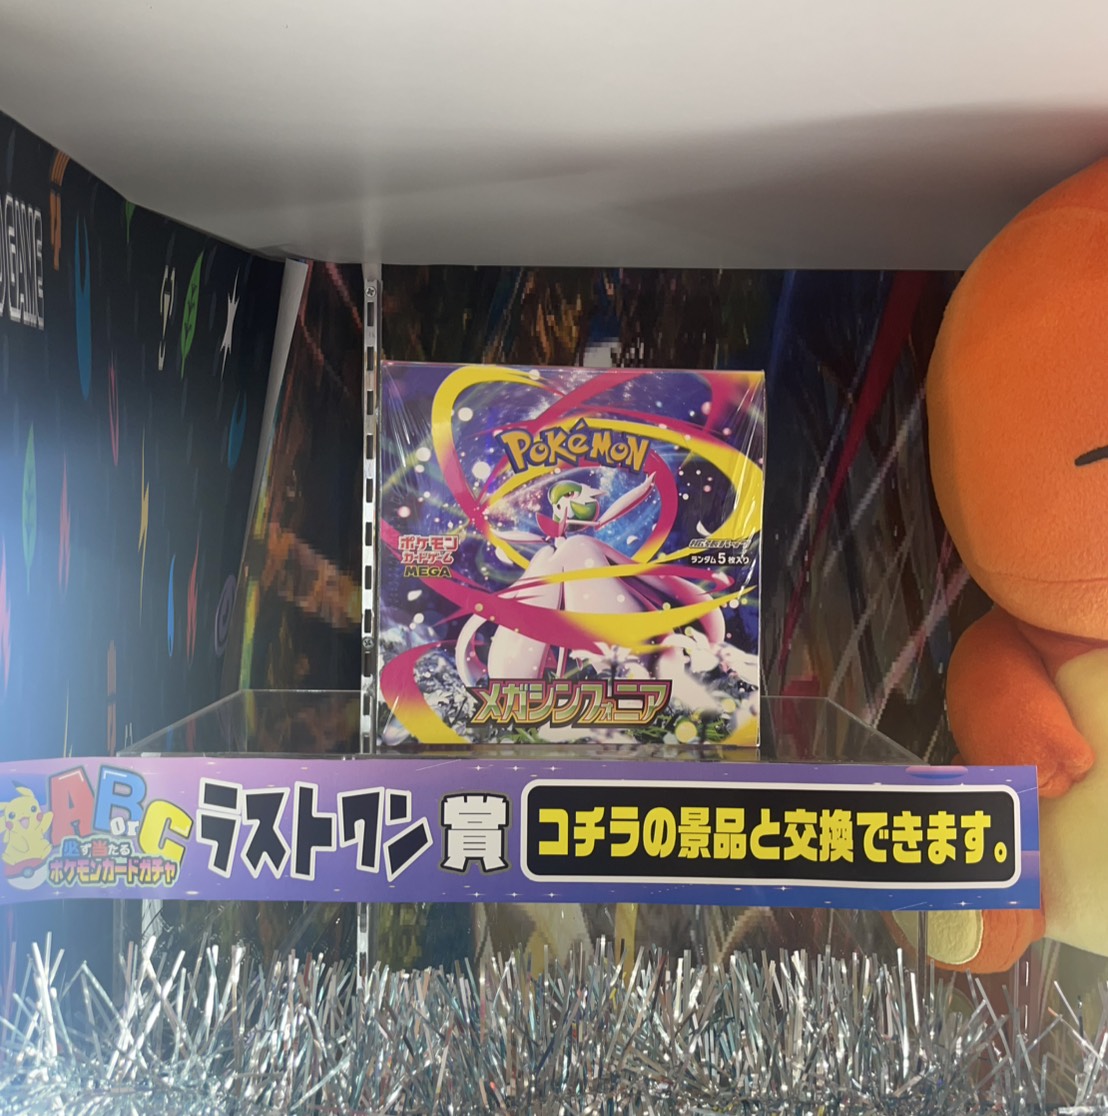 POKéMON
ポケモン
カードゲーム
MEGA
拡張パック
ランダム5枚入り
メガシンフォニア
A B or C
必ず当たる
ポケモンカードガチャ
ラストワン賞
コチラの景品と交換できます。